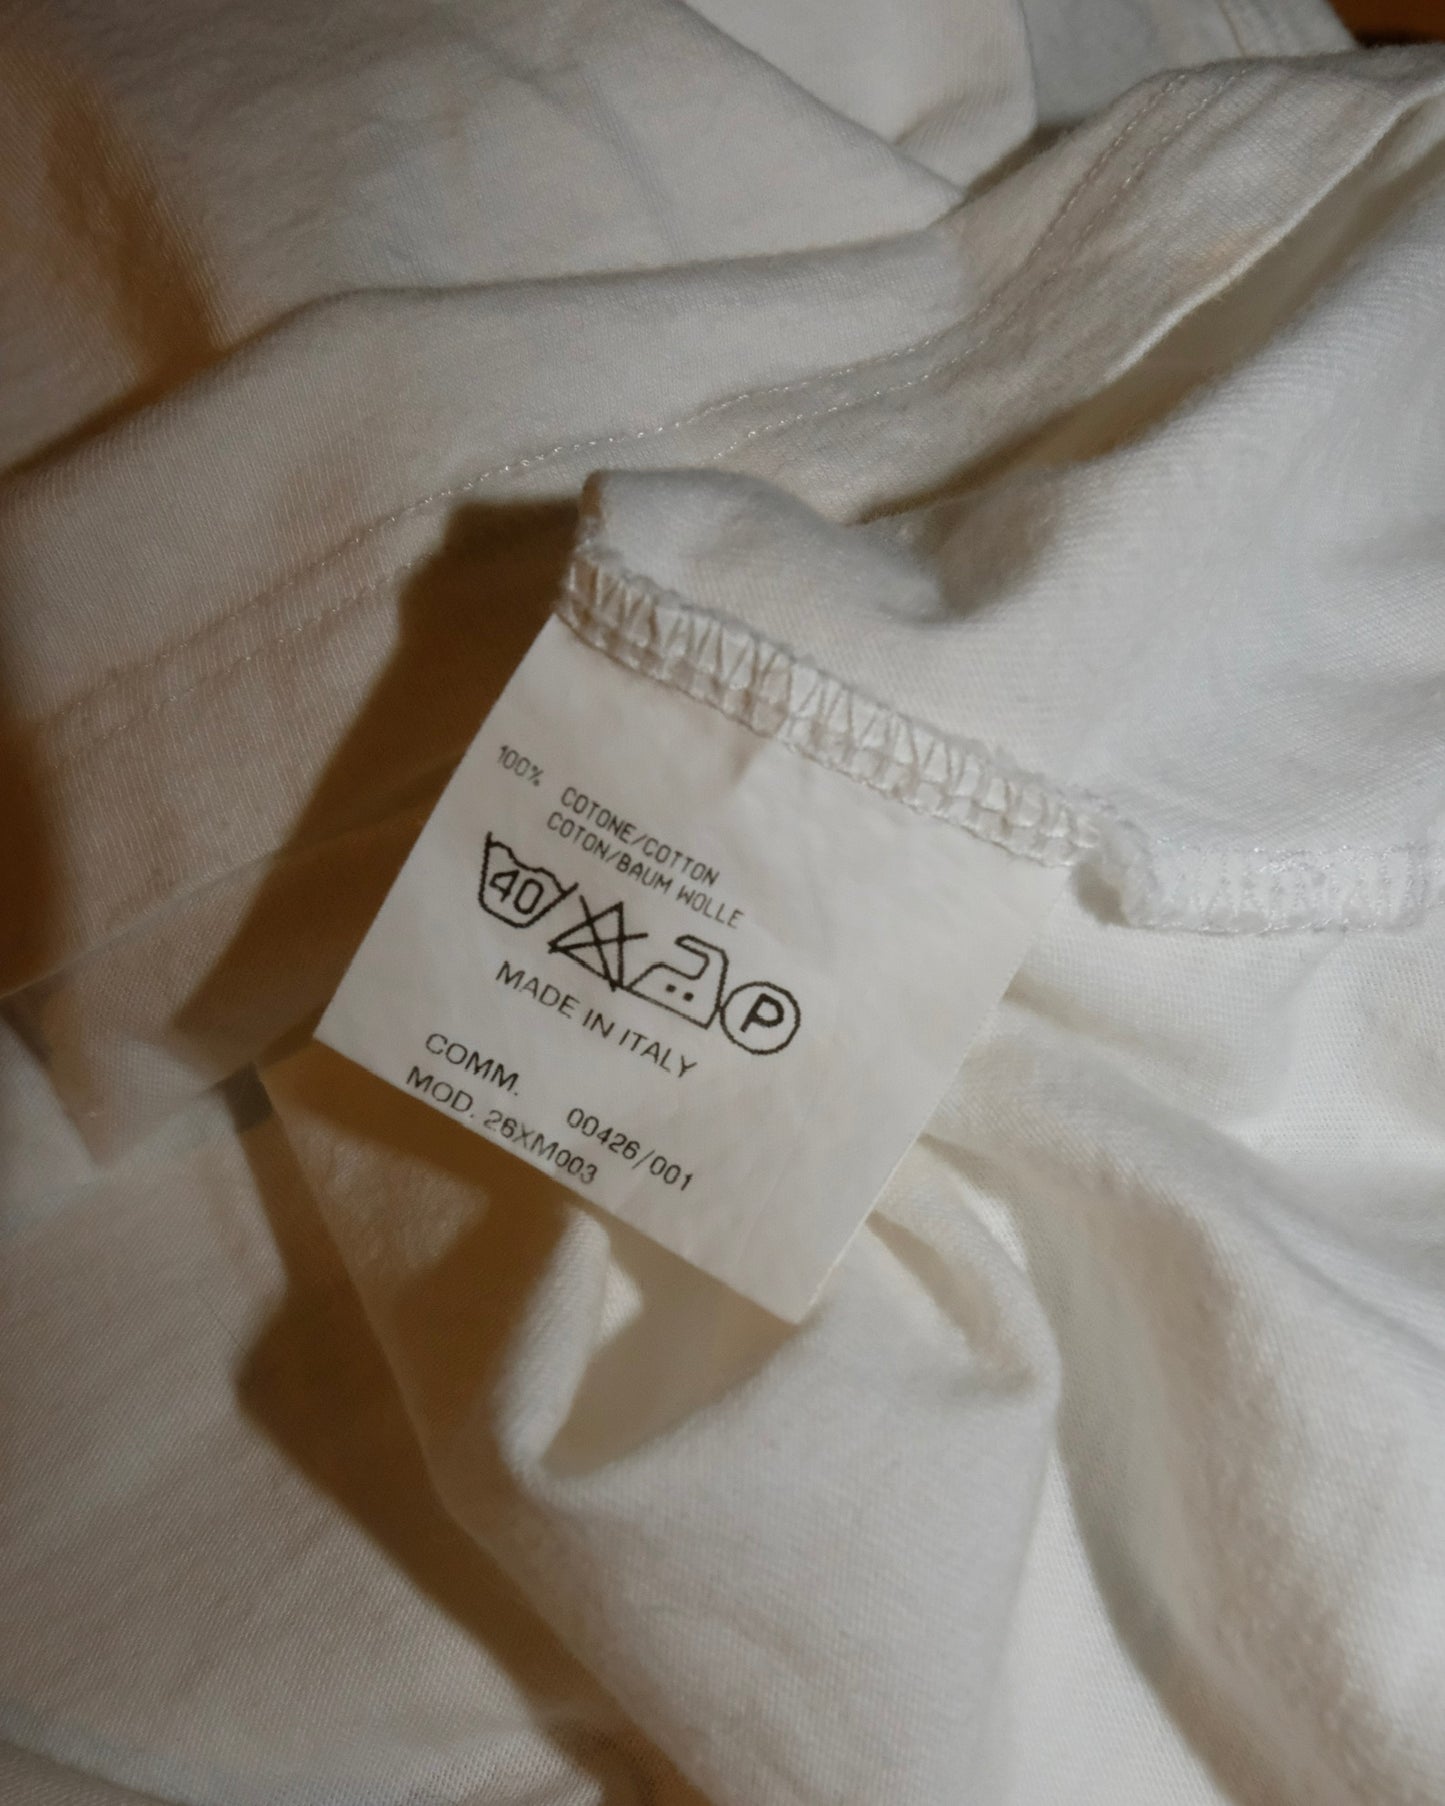 100% COTONE/COTTON
COTON/BAUM WOLLE
40 P
MADE IN ITALY
COMM. 00426/001
MOD. 26XM003